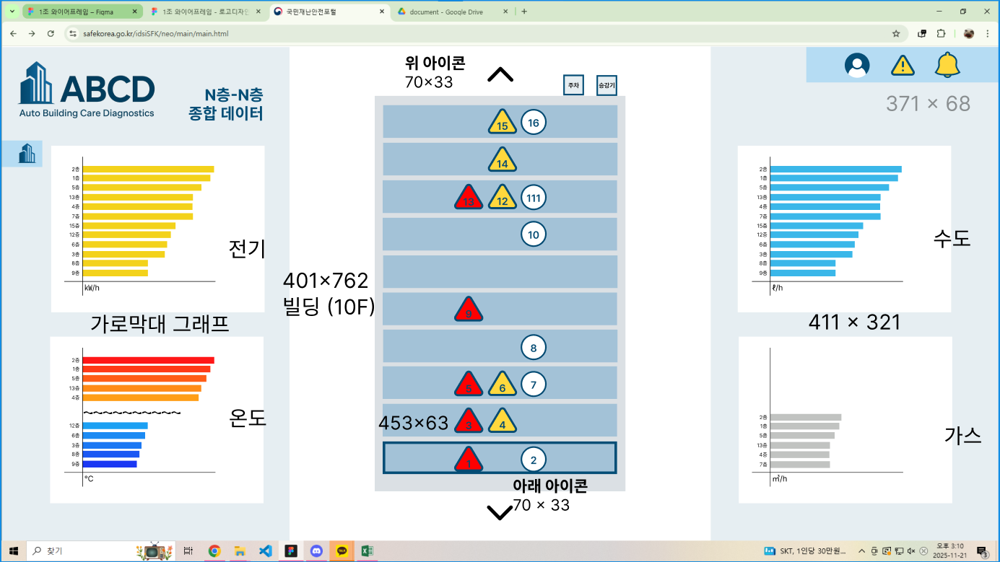 1조 와이어프레임 – Figma
1조 와이어프레임 - 로고디자인
국민재난안전포털
document - Google Drive
safekorea.go.kr/idsiSFK/neo/main/main.html
ABCD
Auto Building Care Diagnostics
N층-N층
종합 데이터
위 아이콘
70×33
주차
승강기
371 × 68
2층
1층
5층
13층
4층
7층
15층
12층
6층
3층
8층
9층
kW/h
전기
가로막대 그래프
2층
1층
5층
13층
4층
12층
6층
3층
8층
9층
°C
온도
401×762
빌딩 (10F)
15
16
14
13
12
111
10
9
8
5
6
7
453×63
3
4
1
2
아래 아이콘
70 × 33
2층
1층
5층
13층
4층
7층
15층
12층
6층
3층
8층
9층
ℓ/h
수도
411 × 321
2층
1층
5층
13층
4층
7층
㎥/h
가스
찾기
TALK
SKT, 1인당 30만원...
오후 3:10
2025-11-21
3